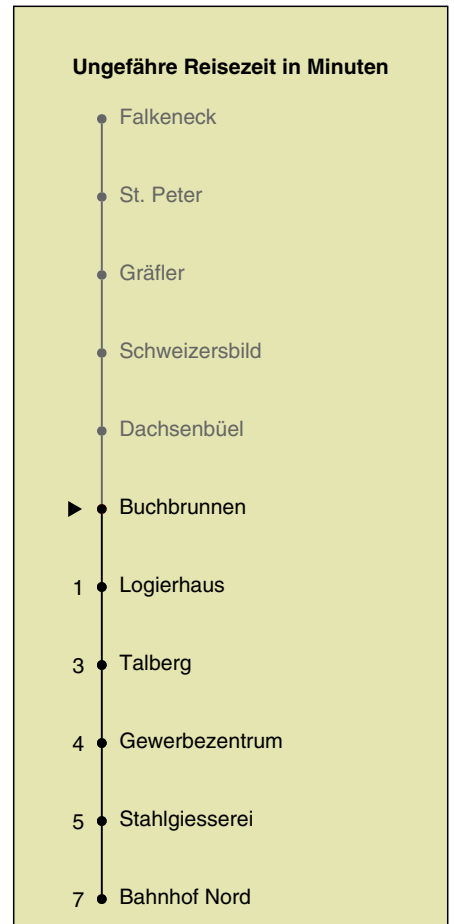 Ungefähre Reisezeit in Minuten
Falkeneck
St. Peter
Gräfler
Schweizersbild
Dachsenbüel
Buchbrunnen
1 Logierhaus
3 Talberg
4 Gewerbezentrum
5 Stahlgiesserei
7 Bahnhof Nord